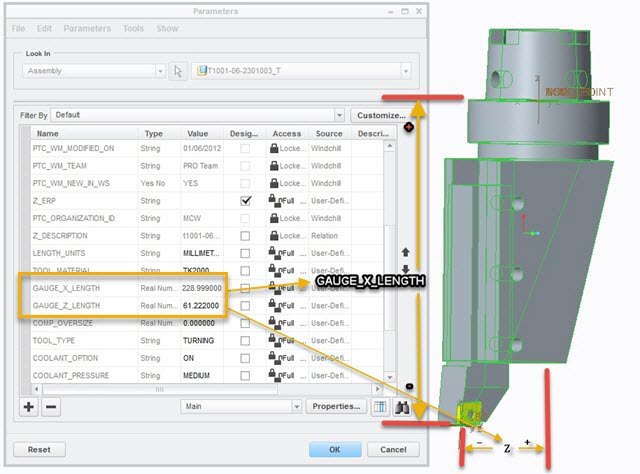 Parameters
File Edit Parameters Tools Show
Look In
Assembly T1001-06-2301003_T
Filter By Default Customize...
Name Type Value Desig... Access Source Descri...
PTC_WM_MODIFIED_ON String 01/06/2012 Locke... Windchill
PTC_WM_TEAM String PRO Team Locke... Windchill
PTC_WM_NEW_IN_WS Yes No YES Locke... Windchill
Z_ERP String Full ... User-Defi...
PTC_ORGANIZATION_ID String MCW Locke... Windchill
Z_DESCRIPTION String t1001-06... Locke... Relation
LENGTH_UNITS String MILLIMET... Full ... User-Defi...
TOOL_MATERIAL String TK2000 Full ... User-Defi...
GAUGE_X_LENGTH Real Num... 228.999000 Full ... User-Defi...
GAUGE_X_LENGTH
GAUGE_Z_LENGTH Real Num... 61.222000 Full ... User-Defi...
COMP_OVERSIZE Real Num... 0.000000 Full ... User-Defi...
TOOL_TYPE String TURNING Full ... User-Defi...
COOLANT_OPTION String ON Full ... User-Defi...
COOLANT_PRESSURE String MEDIUM Full ... User-Defi...
Main Properties...
Reset OK Cancel
- Z +